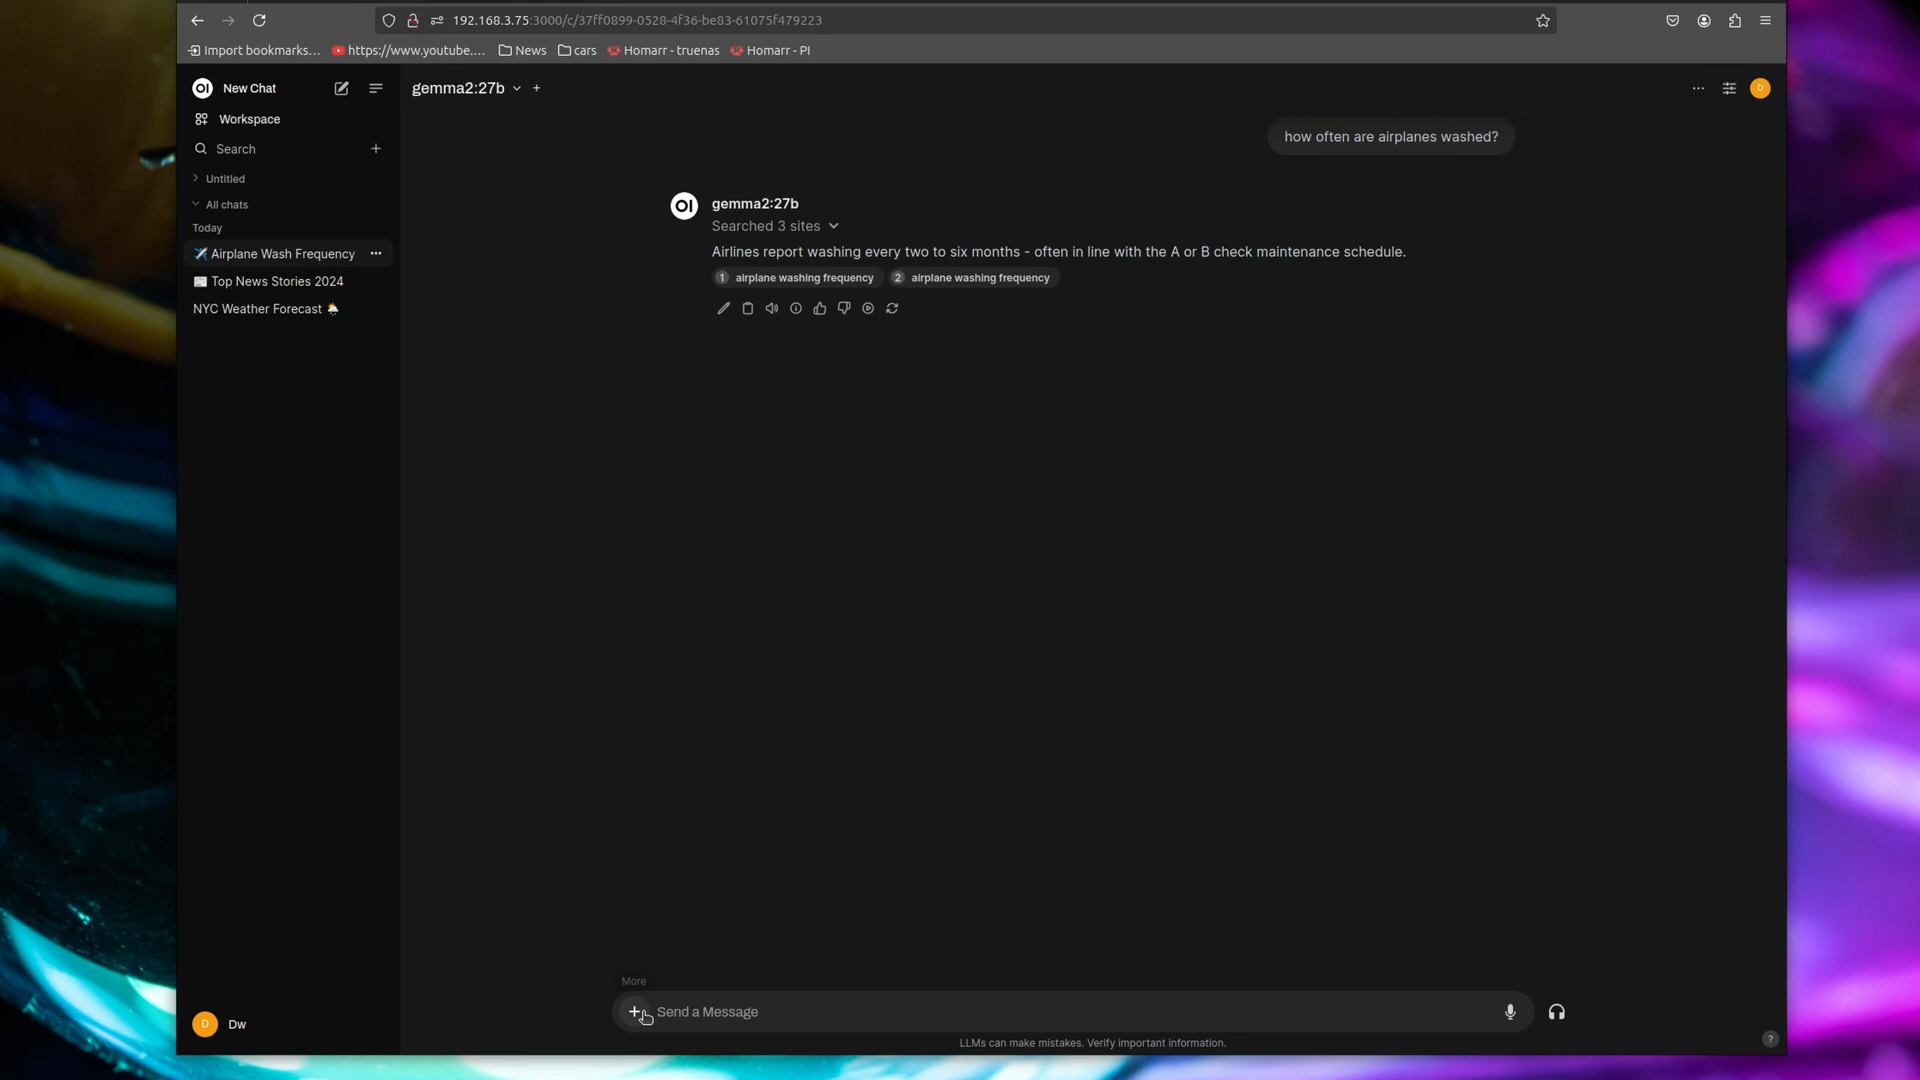 192.168.3.75:3000/c/37ff0899-0528-4f36-be83-61075f479223
Import bookmarks...
https://www.youtube....
News
cars
Homarr - truenas
Homarr - PI
OI New Chat
Workspace
Search
Untitled
All chats
Today
✈️ Airplane Wash Frequency
📰 Top News Stories 2024
NYC Weather Forecast 🌦️
D Dw
gemma2:27b
D
how often are airplanes washed?
OI gemma2:27b
Searched 3 sites
Airlines report washing every two to six months - often in line with the A or B check maintenance schedule.
1 airplane washing frequency 2 airplane washing frequency
More
+ Send a Message
LLMs can make mistakes. Verify important information.
?